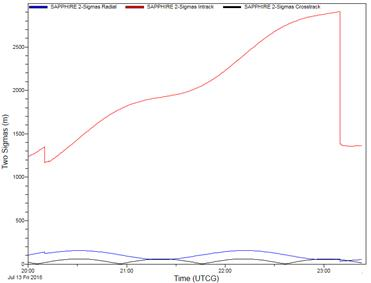 SAPPHIRE 2-Sigmas Radial SAPPHIRE 2-Sigmas Intrack SAPPHIRE 2-Sigmas Crosstrack
2500
2000
Two Sigmas (m)
1500
1000
500
0
20:00 21:00 22:00 23:00
Jul 13 Fri 2018 Time (UTCG)